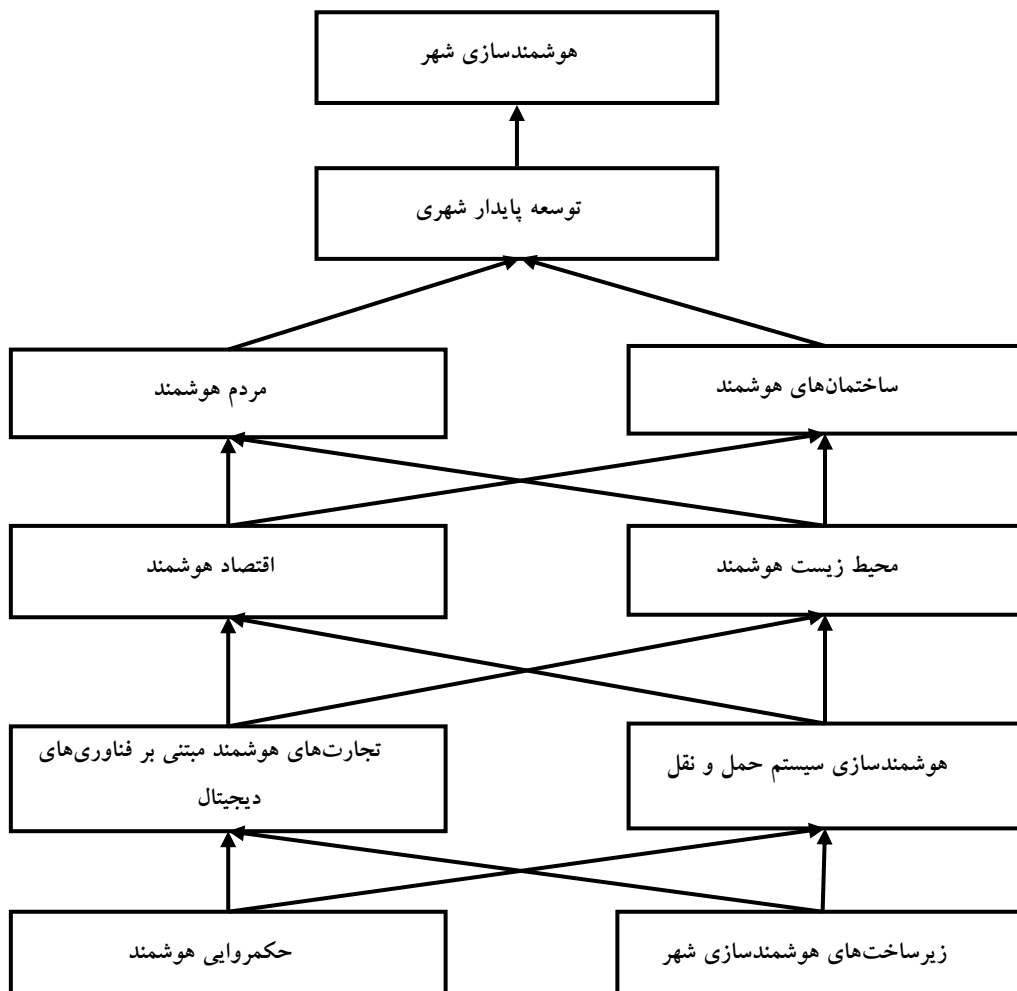 هوشمندسازی شهر
توسعه پایدار شهری
ساختمان‌های هوشمند
مردم هوشمند
محیط زیست هوشمند
اقتصاد هوشمند
هوشمندسازی سیستم حمل و نقل
تجارت‌های هوشمند مبتنی بر فناوری‌های
دیجیتال
زیرساخت‌های هوشمندسازی شهر
حکمروایی هوشمند